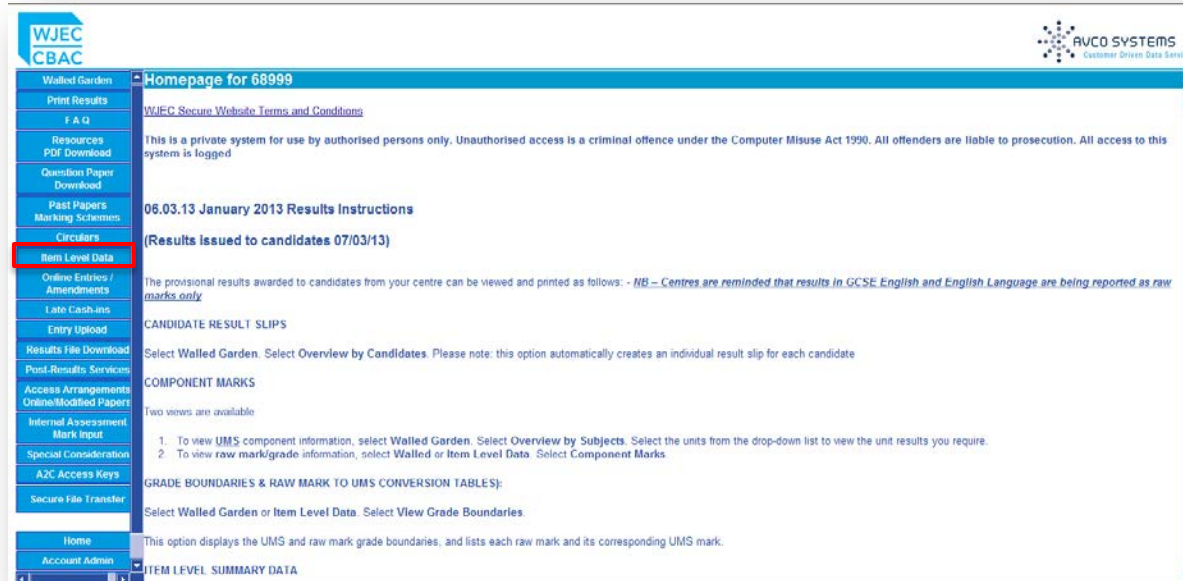 WJEC
CBAC
AVCO SYSTEMS
Customer Driven Data Servi
Walled Garden
Print Results
F A Q
Resources
PDF Download
Question Paper
Download
Past Papers
Marking Schemes
Circulars
Item Level Data
Online Entries /
Amendments
Late Cash-ins
Entry Upload
Results File Download
Post-Results Services
Access Arrangements
Online/Modified Papers
Internal Assessment
Mark Input
Special Consideration
A2C Access Keys
Secure File Transfer
Home
Account Admin
Homepage for 68999
WJEC Secure Website Terms and Conditions
This is a private system for use by authorised persons only. Unauthorised access is a criminal offence under the Computer Misuse Act 1990. All offenders are liable to prosecution. All access to this
system is logged
06.03.13 January 2013 Results Instructions
(Results issued to candidates 07/03/13)
The provisional results awarded to candidates from your centre can be viewed and printed as follows: - NB – Centres are reminded that results in GCSE English and English Language are being reported as raw
marks only
CANDIDATE RESULT SLIPS
Select Walled Garden. Select Overview by Candidates. Please note: this option automatically creates an individual result slip for each candidate
COMPONENT MARKS
Two views are available
1. To view UMS component information, select Walled Garden. Select Overview by Subjects. Select the units from the drop-down list to view the unit results you require.
2. To view raw mark/grade information, select Walled or Item Level Data. Select Component Marks.
GRADE BOUNDARIES & RAW MARK TO UMS CONVERSION TABLES):
Select Walled Garden or Item Level Data. Select View Grade Boundaries.
This option displays the UMS and raw mark grade boundaries, and lists each raw mark and its corresponding UMS mark.
ITEM LEVEL SUMMARY DATA